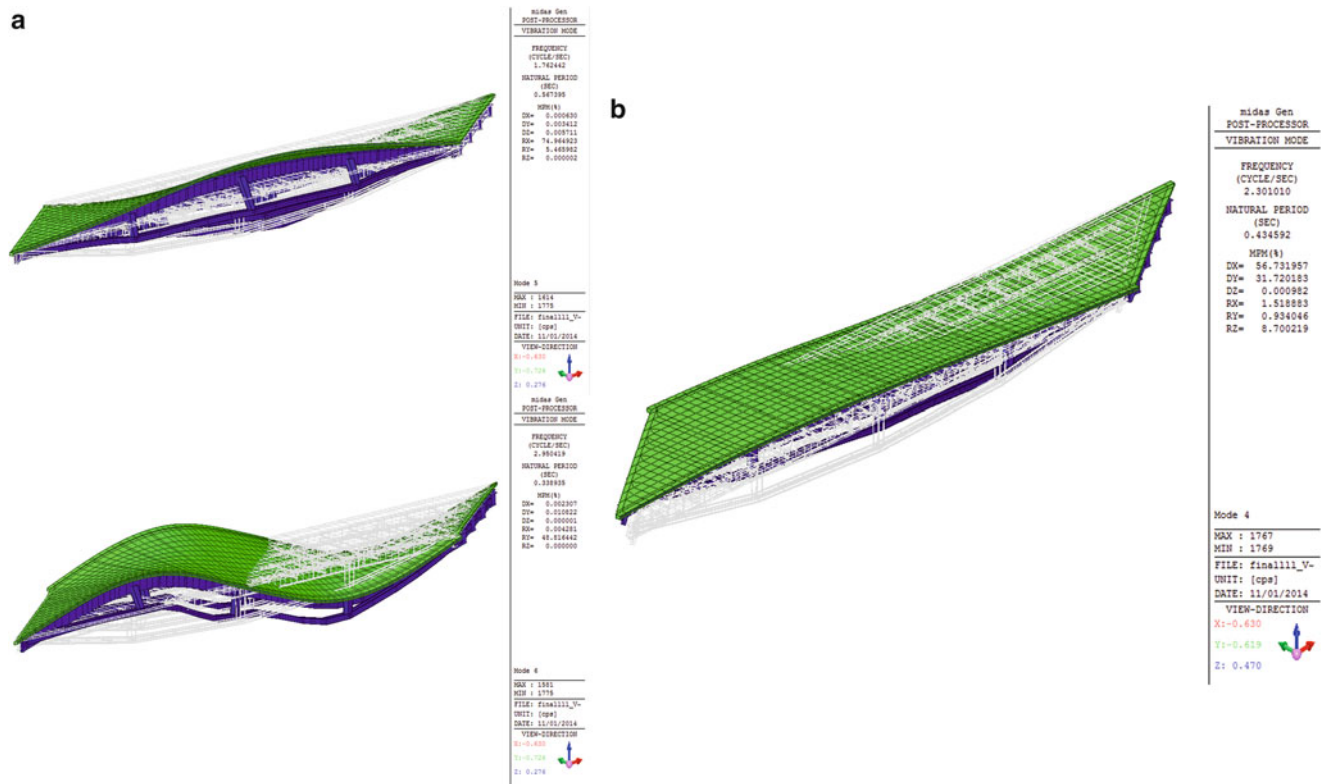 a
midas Gen
POST-PROCESSOR
VIBRATION MODE
FREQUENCY
(CYCLE/SEC)
1.762442
NATURAL PERIOD
(SEC)
0.567395
MPM(%)
DX= 0.000630
DY= 0.003412
DZ= 0.005711
RX= 74.964923
RY= 5.465982
RZ= 0.000002
Mode 5
MAX : 1614
MIN : 1775
FILE: final111_V~
UNIT: [cps]
DATE: 11/01/2014
VIEW-DIRECTION
X:-0.630
Y:-0.729
Z: 0.276
midas Gen
POST-PROCESSOR
VIBRATION MODE
FREQUENCY
(CYCLE/SEC)
2.950419
NATURAL PERIOD
(SEC)
0.338935
MPM(%)
DX= 0.002307
DY= 0.010822
DZ= 0.000001
RX= 0.004281
RY= 48.816442
RZ= 0.000000
Mode 6
MAX : 1581
MIN : 1775
FILE: final111_V~
UNIT: [cps]
DATE: 11/01/2014
VIEW-DIRECTION
X:-0.630
Y:-0.729
Z: 0.276
b
midas Gen
POST-PROCESSOR
VIBRATION MODE
FREQUENCY
(CYCLE/SEC)
2.301010
NATURAL PERIOD
(SEC)
0.434592
MPM(%)
DX= 56.731957
DY= 31.720183
DZ= 0.000982
RX= 1.518883
RY= 0.934046
RZ= 8.700219
Mode 4
MAX : 1767
MIN : 1769
FILE: final111_V~
UNIT: [cps]
DATE: 11/01/2014
VIEW-DIRECTION
X:-0.630
Y:-0.619
Z: 0.470